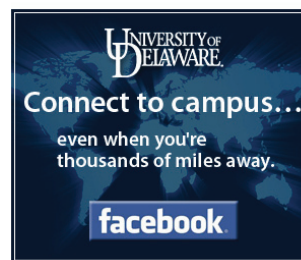 UNIVERSITY OF
DELAWARE.
Connect to campus...
even when you're
thousands of miles away.
facebook.